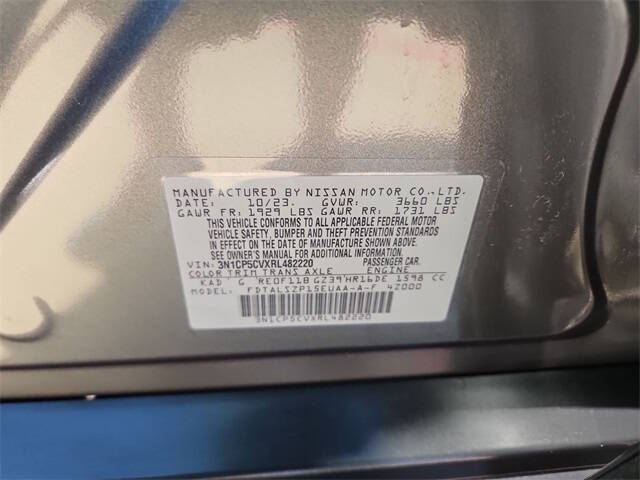 MANUFACTURED BY NISSAN MOTOR CO.,LTD.
DATE: 10/23. GVWR: 3660 LBS
GAWR FR: 1929 LBS GAWR RR: 1731 LBS
THIS VEHICLE CONFORMS TO ALL APPLICABLE FEDERAL MOTOR
VEHICLE SAFETY, BUMPER AND THEFT PREVENTION STANDARDS
IN EFFECT ON THE DATE OF MANUFACTURE SHOWN ABOVE.
SEE OWNER'S MANUAL FOR ADDITIONAL INFORMATION.
VIN: 3N1CP5CVXRL482220 PASSENGER CAR.
COLOR TRIM TRANS AXLE ENGINE
KAD G RE0F11B GZ39 HR16DE 1598 CC
MODEL: FDTALSZP15EUAA-A-F 4Z000
3N1CP5CVXRL482220